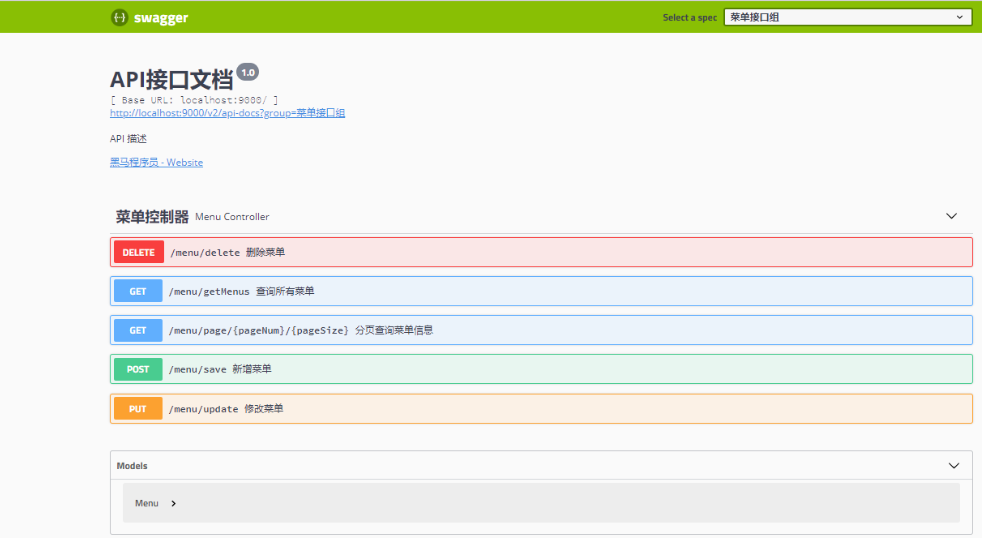 swagger
Select a spec 菜单接口组
API接口文档 1.0
[ Base URL: localhost:9000/ ]
http://localhost:9000/v2/api-docs?group=菜单接口组
API 描述
黑马程序员 - Website
菜单控制器 Menu Controller
DELETE /menu/delete 删除菜单
GET /menu/getMenus 查询所有菜单
GET /menu/page/{pageNum}/{pageSize} 分页查询菜单信息
POST /menu/save 新增菜单
PUT /menu/update 修改菜单
Models
Menu